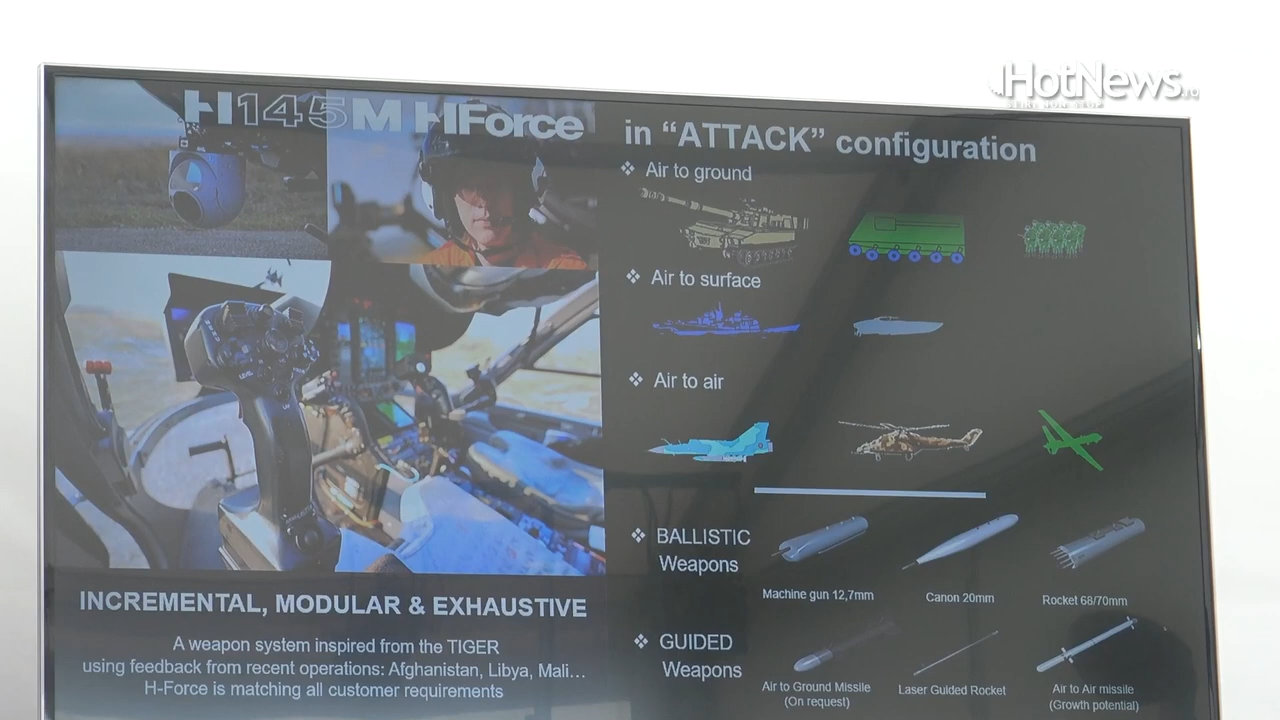 HotNews.ro
H145M HForce
in “ATTACK” configuration
❖ Air to ground
❖ Air to surface
❖ Air to air
❖ BALLISTIC
Weapons
Machine gun 12,7mm
Canon 20mm
Rocket 68/70mm
❖ GUIDED
Weapons
Air to Ground Missile
(On request)
Laser Guided Rocket
Air to Air missile
(Growth potential)
INCREMENTAL, MODULAR & EXHAUSTIVE
A weapon system inspired from the TIGER
using feedback from recent operations: Afghanistan, Libya, Mali…
H-Force is matching all customer requirements